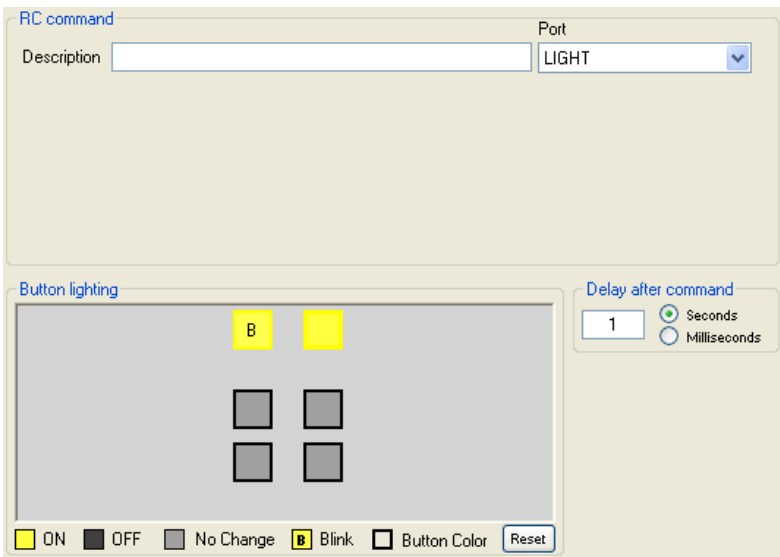 RC command
Port
Description LIGHT
Button lighting Delay after command
B 1 Seconds
Milliseconds
ON OFF No Change B Blink Button Color Reset